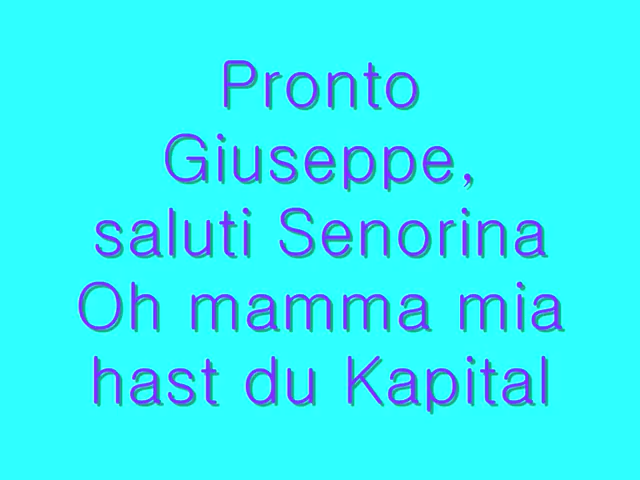 Pronto
Giuseppe,
saluti Senorina
Oh mamma mia
hast du Kapital